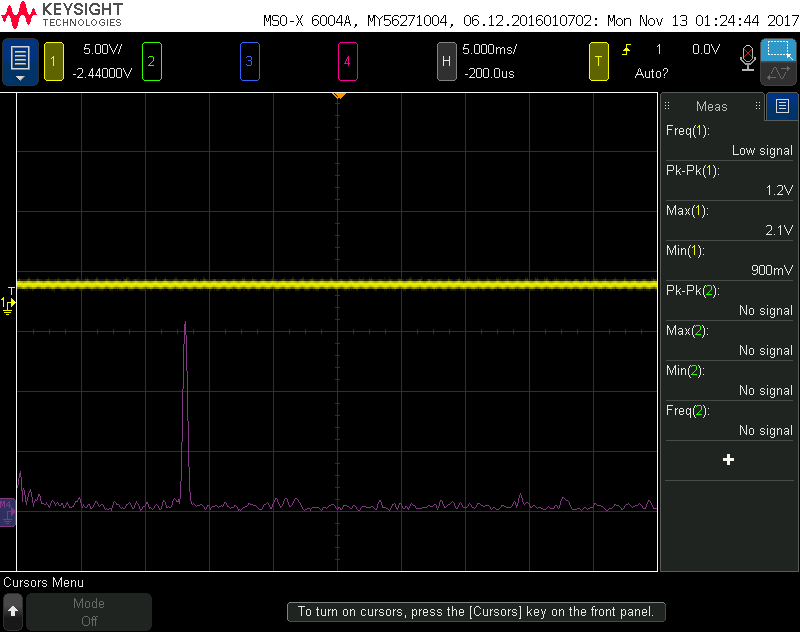 KEYSIGHT
TECHNOLOGIES
MSO-X 6004A, MY56271004, 06.12.2016010702: Mon Nov 13 01:24:44 2017
1 5.00V/ 2 3 4 H 5.000ms/ T 1 0.0V
-2.44000V -200.0us Auto?
Meas
Freq(1):
Low signal
Pk-Pk(1):
1.2V
Max(1):
2.1V
Min(1):
900mV
Pk-Pk(2):
No signal
Max(2):
No signal
Min(2):
No signal
Freq(2):
No signal
T
1
M4
Cursors Menu
Mode
Off
To turn on cursors, press the [Cursors] key on the front panel.